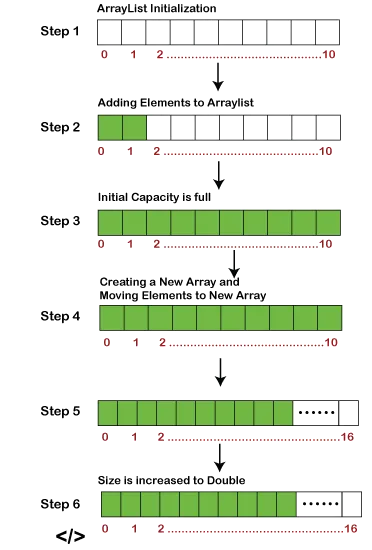 ArrayList Initialization
Step 1
0 1 2 ............................................10
Adding Elements to Arraylist
Step 2
0 1 2 ............................................10
Initial Capacity is full
Step 3
0 1 2 ............................................10
Creating a New Array and
Moving Elements to New Array
Step 4
0 1 2 ............................................10
Step 5
......
0 1 2 ................................................16
Size is increased to Double
Step 6
......
0 1 2 ................................................16
</>